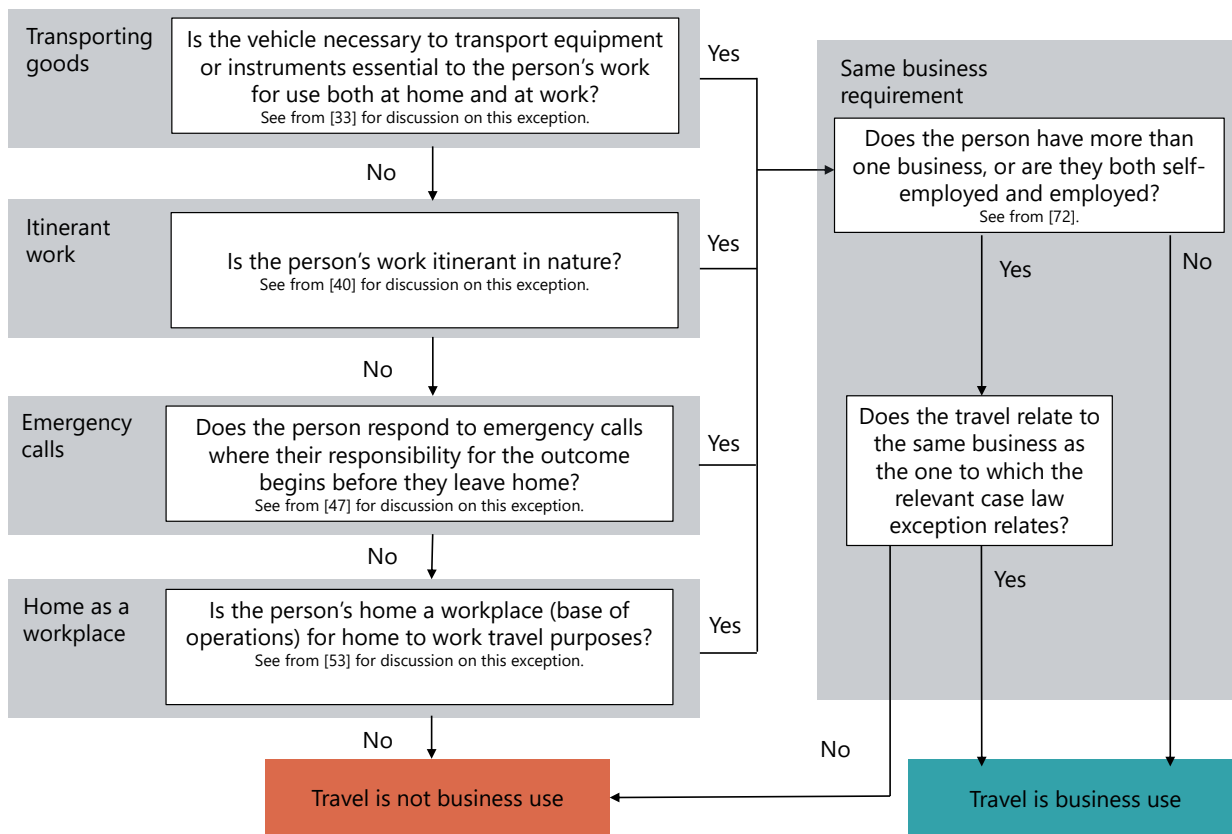 Transporting
goods
Is the vehicle necessary to transport equipment
or instruments essential to the person's work
for use both at home and at work?
See from [33] for discussion on this exception.
Yes
No
Itinerant
work
Is the person's work itinerant in nature?
See from [40] for discussion on this exception.
Yes
No
Emergency
calls
Does the person respond to emergency calls
where their responsibility for the outcome
begins before they leave home?
See from [47] for discussion on this exception.
Yes
No
Home as a
workplace
Is the person's home a workplace (base of
operations) for home to work travel purposes?
See from [53] for discussion on this exception.
Yes
No
Same business
requirement
Does the person have more than
one business, or are they both self-
employed and employed?
See from [72].
Yes
No
Does the travel relate to
the same business as
the one to which the
relevant case law
exception relates?
Yes
No
Travel is not business use
Travel is business use